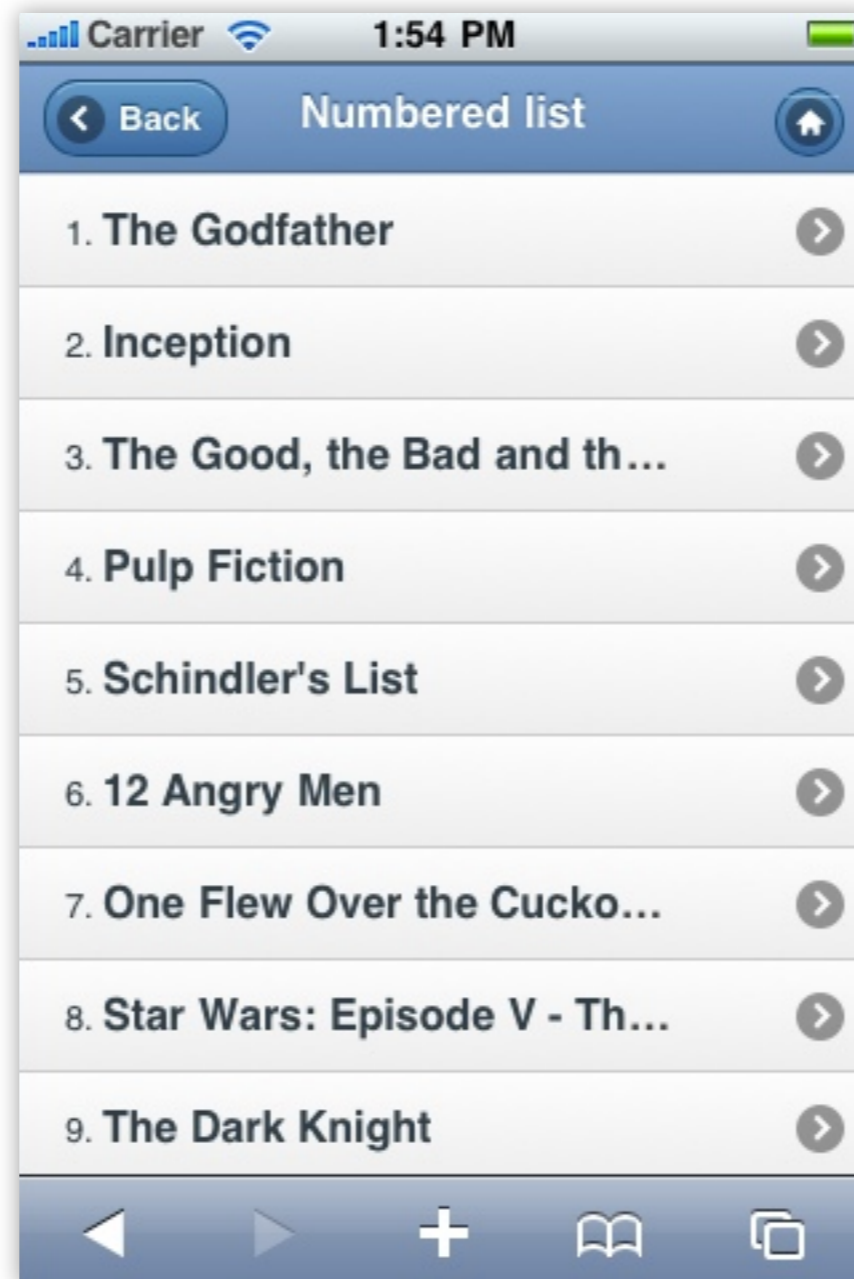 Carrier 1:54 PM
Back Numbered list
1. The Godfather
2. Inception
3. The Good, the Bad and th...
4. Pulp Fiction
5. Schindler's List
6. 12 Angry Men
7. One Flew Over the Cucko...
8. Star Wars: Episode V - Th...
9. The Dark Knight